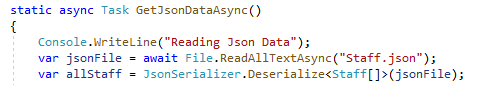 static async Task GetJsonDataAsync()
{
Console.WriteLine("Reading Json Data");
var jsonFile = await File.ReadAllTextAsync("Staff.json");
var allStaff = JsonSerializer.Deserialize<Staff[]>(jsonFile);